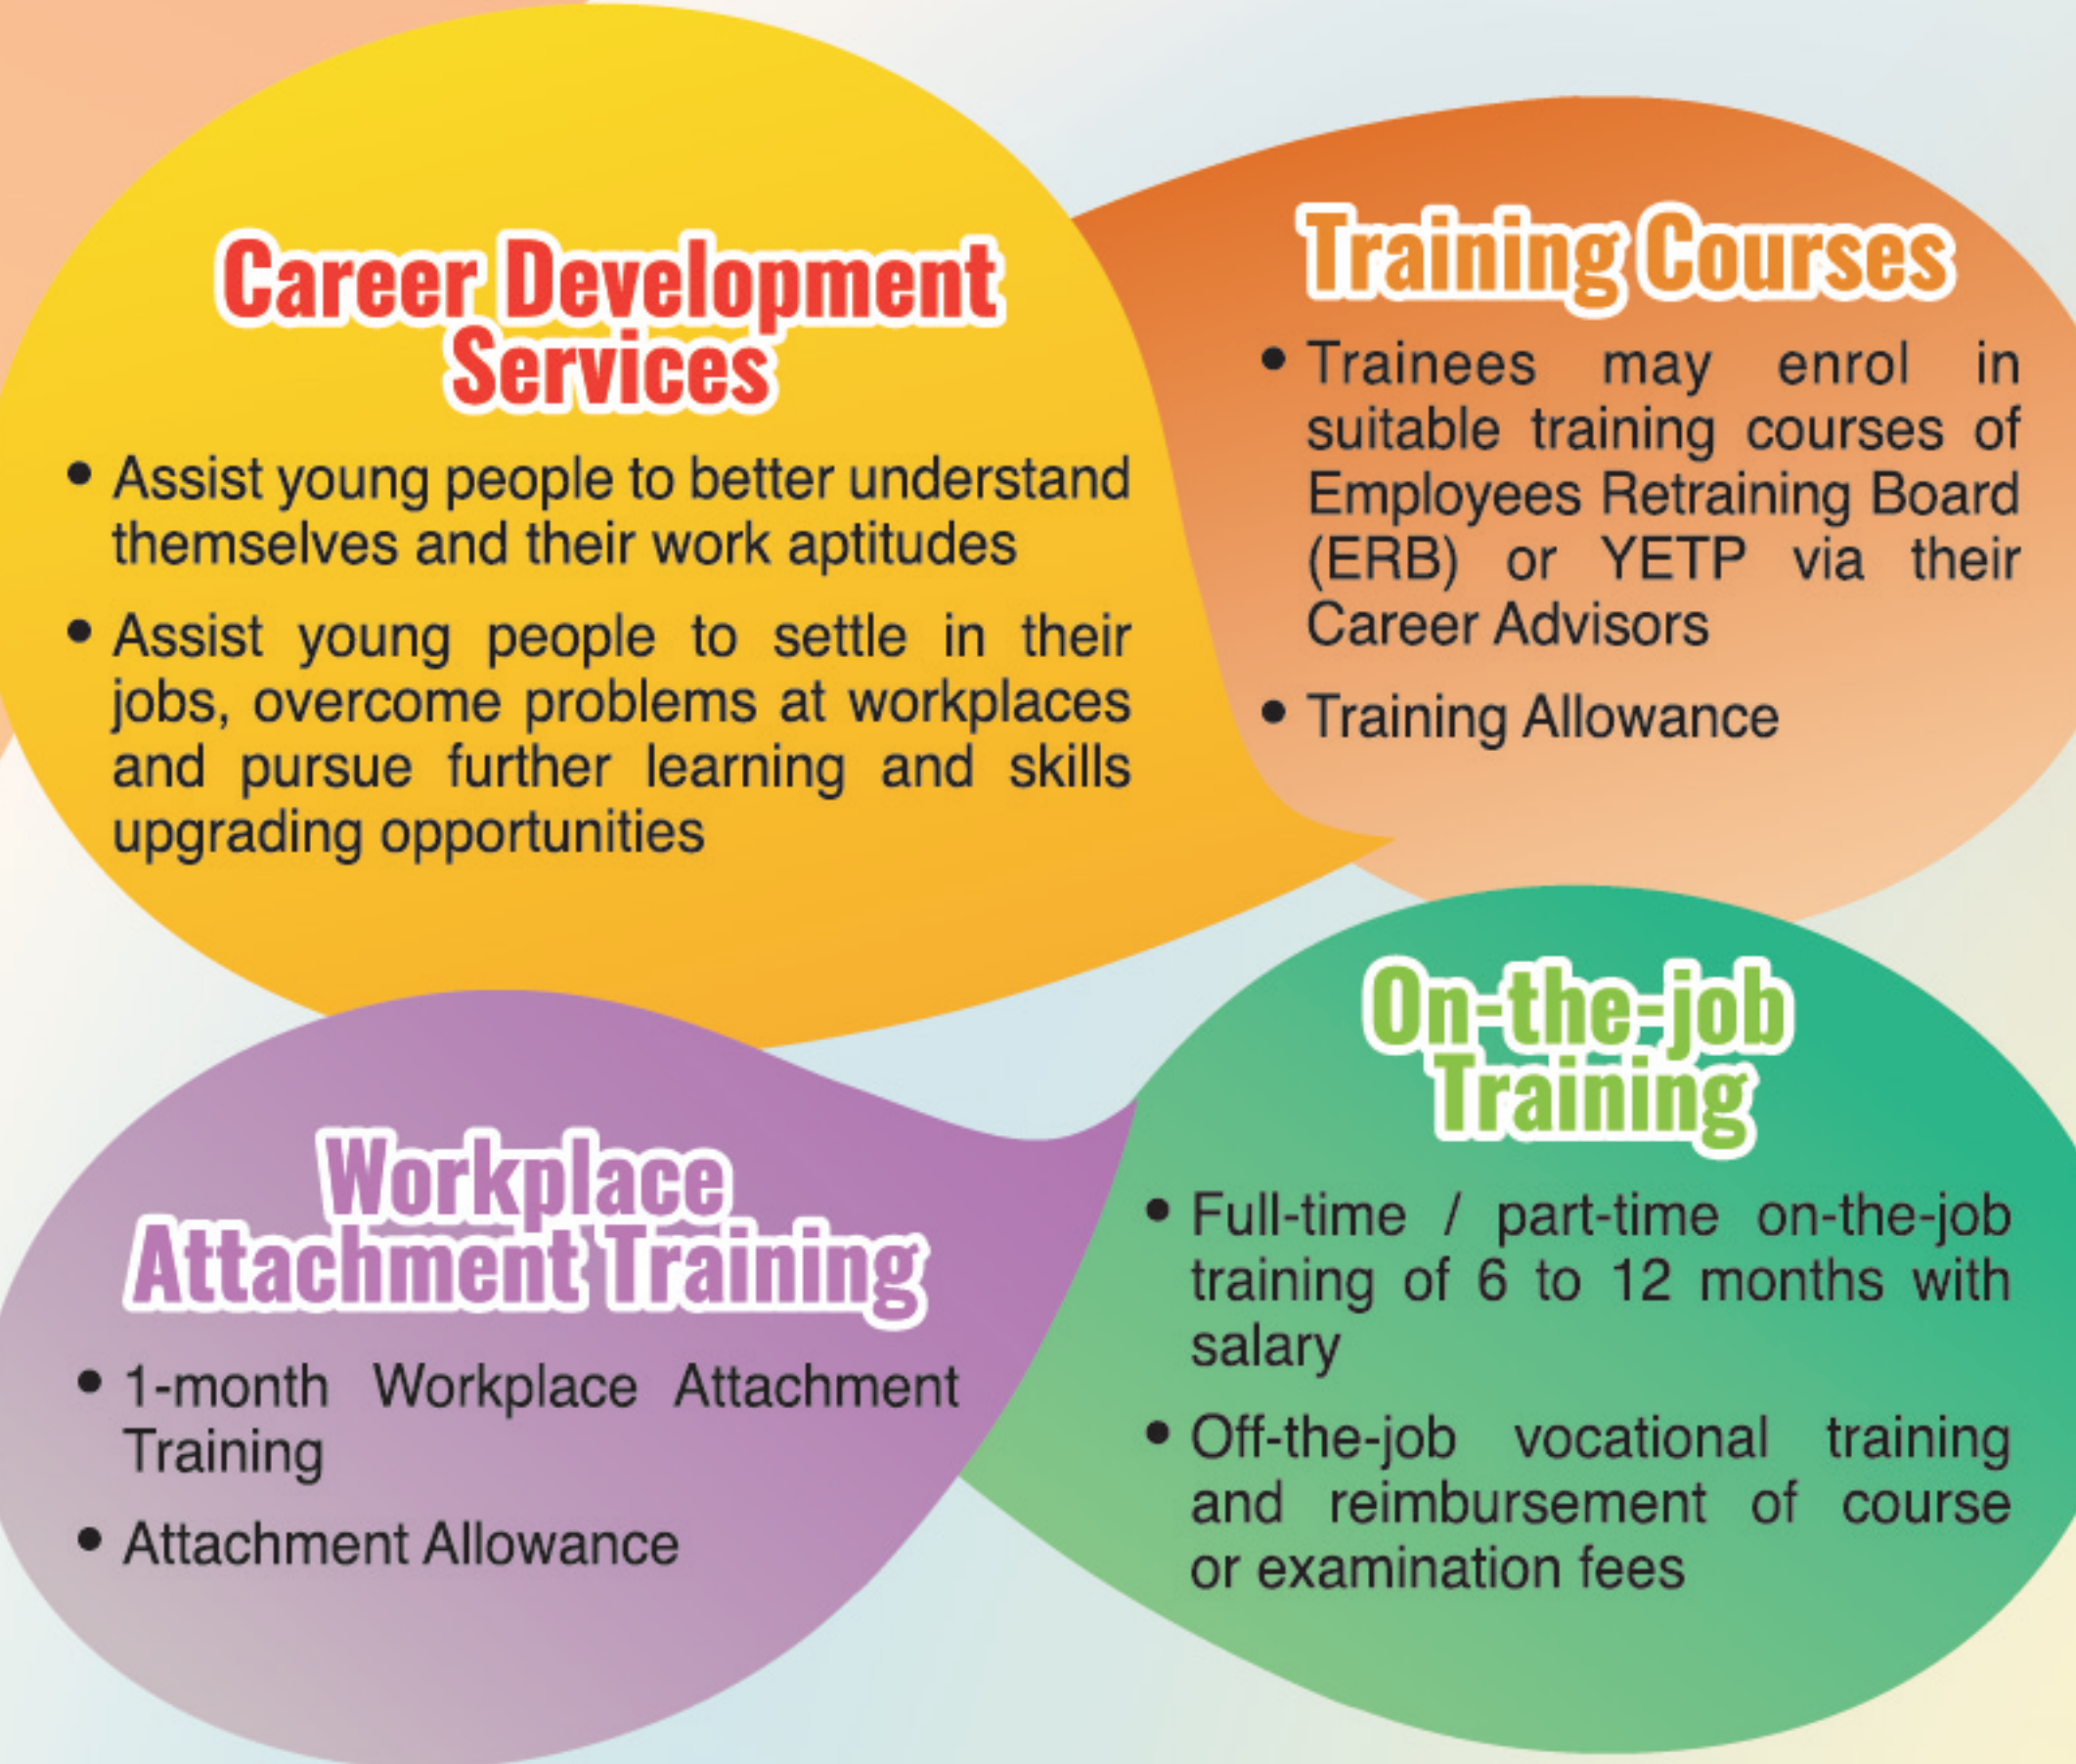 Career Development
Services
• Assist young people to better understand
themselves and their work aptitudes
• Assist young people to settle in their
jobs, overcome problems at workplaces
and pursue further learning and skills
upgrading opportunities
Training Courses
• Trainees may enrol in
suitable training courses of
Employees Retraining Board
(ERB) or YETP via their
Career Advisors
• Training Allowance
Workplace
Attachment Training
• 1-month Workplace Attachment
Training
• Attachment Allowance
On-the-job
Training
• Full-time / part-time on-the-job
training of 6 to 12 months with
salary
• Off-the-job vocational training
and reimbursement of course
or examination fees